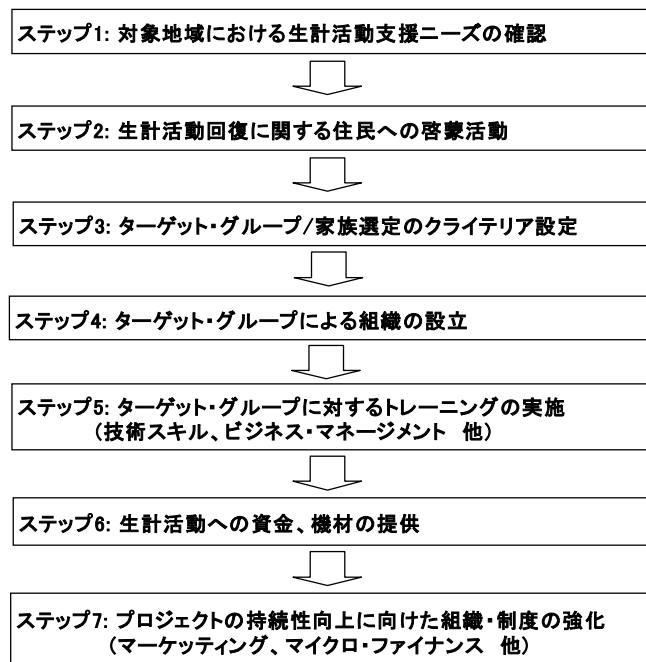 ステップ1: 対象地域における生計活動支援ニーズの確認
ステップ2: 生計活動回復に関する住民への啓蒙活動
ステップ3: ターゲット・グループ/家族選定のクライテリア設定
ステップ4: ターゲット・グループによる組織の設立
ステップ5: ターゲット・グループに対するトレーニングの実施
(技術スキル、ビジネス・マネージメント 他)
ステップ6: 生計活動への資金、機材の提供
ステップ7: プロジェクトの持続性向上に向けた組織・制度の強化
(マーケッティング、マイクロ・ファイナンス 他)